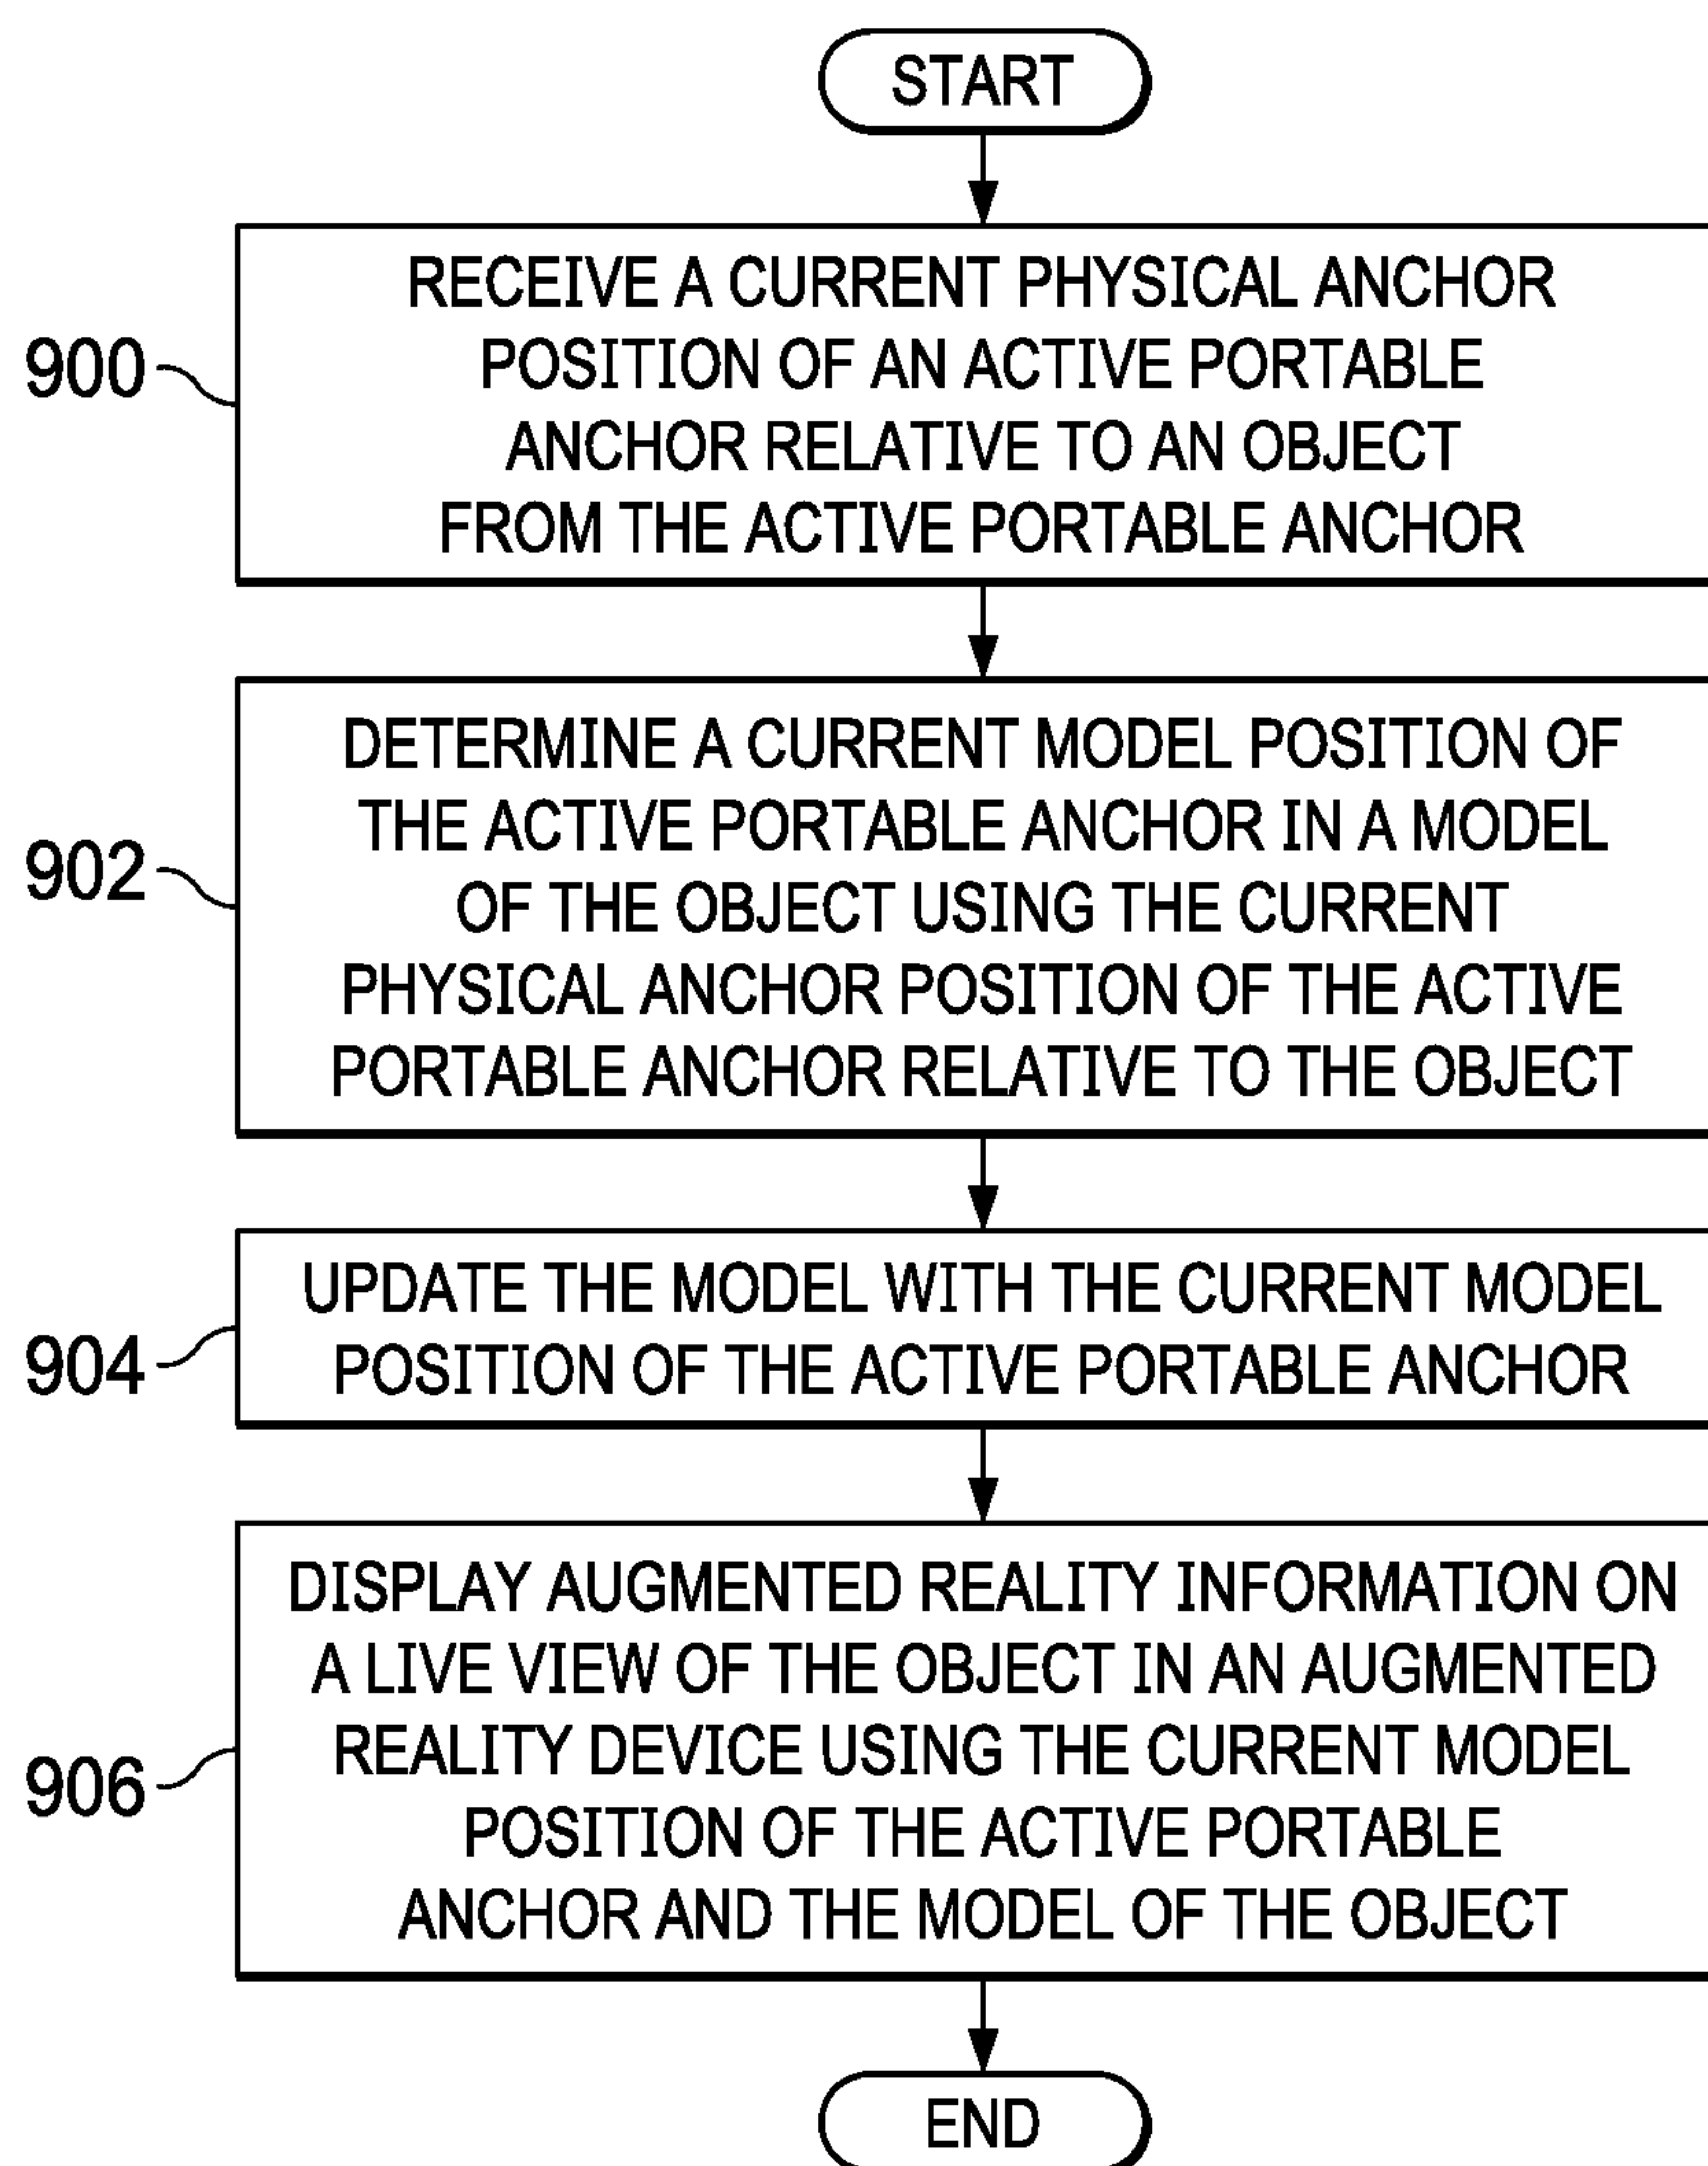 START
900
RECEIVE A CURRENT PHYSICAL ANCHOR
POSITION OF AN ACTIVE PORTABLE
ANCHOR RELATIVE TO AN OBJECT
FROM THE ACTIVE PORTABLE ANCHOR
902
DETERMINE A CURRENT MODEL POSITION OF
THE ACTIVE PORTABLE ANCHOR IN A MODEL
OF THE OBJECT USING THE CURRENT
PHYSICAL ANCHOR POSITION OF THE ACTIVE
PORTABLE ANCHOR RELATIVE TO THE OBJECT
904
UPDATE THE MODEL WITH THE CURRENT MODEL
POSITION OF THE ACTIVE PORTABLE ANCHOR
906
DISPLAY AUGMENTED REALITY INFORMATION ON
A LIVE VIEW OF THE OBJECT IN AN AUGMENTED
REALITY DEVICE USING THE CURRENT MODEL
POSITION OF THE ACTIVE PORTABLE
ANCHOR AND THE MODEL OF THE OBJECT
END